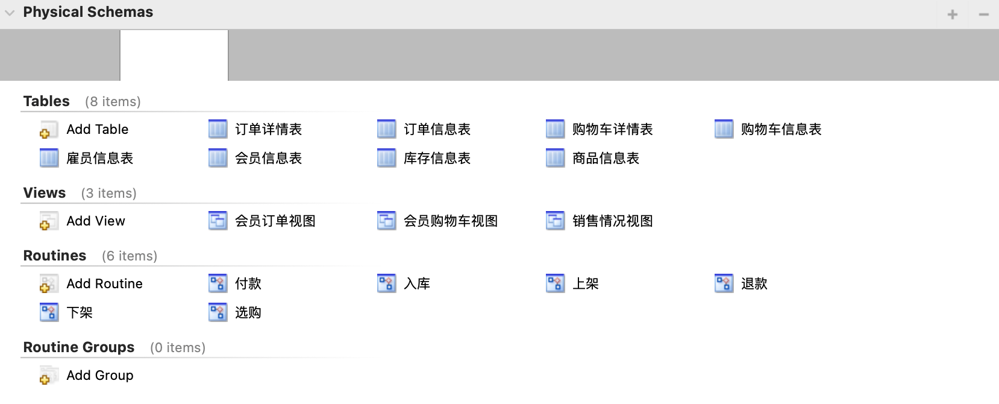 Physical Schemas
Tables (8 items)
Add Table 订单详情表 订单信息表 购物车详情表 购物车信息表
雇员信息表 会员信息表 库存信息表 商品信息表
Views (3 items)
Add View 会员订单视图 会员购物车视图 销售情况视图
Routines (6 items)
Add Routine 付款 入库 上架 退款
下架 选购
Routine Groups (0 items)
Add Group